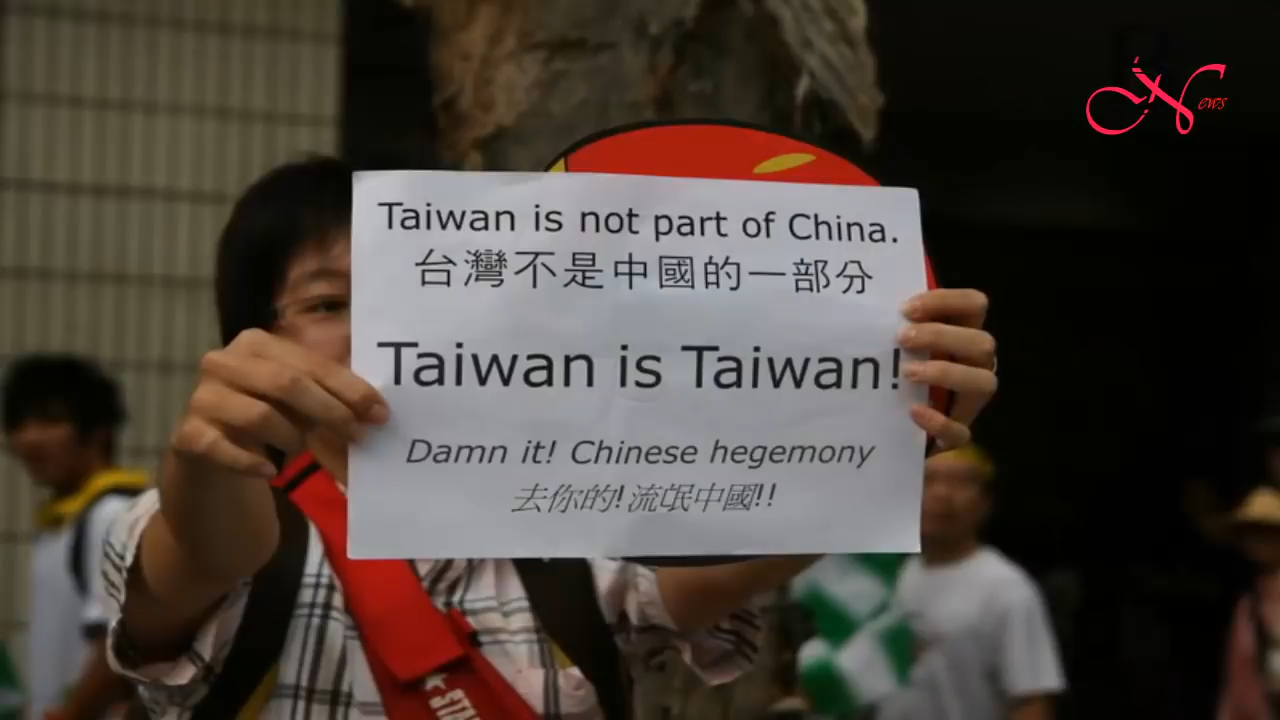 News
Taiwan is not part of China.
台灣不是中國的一部分
Taiwan is Taiwan!
Damn it! Chinese hegemony
去你的!流氓中國!!
★STA